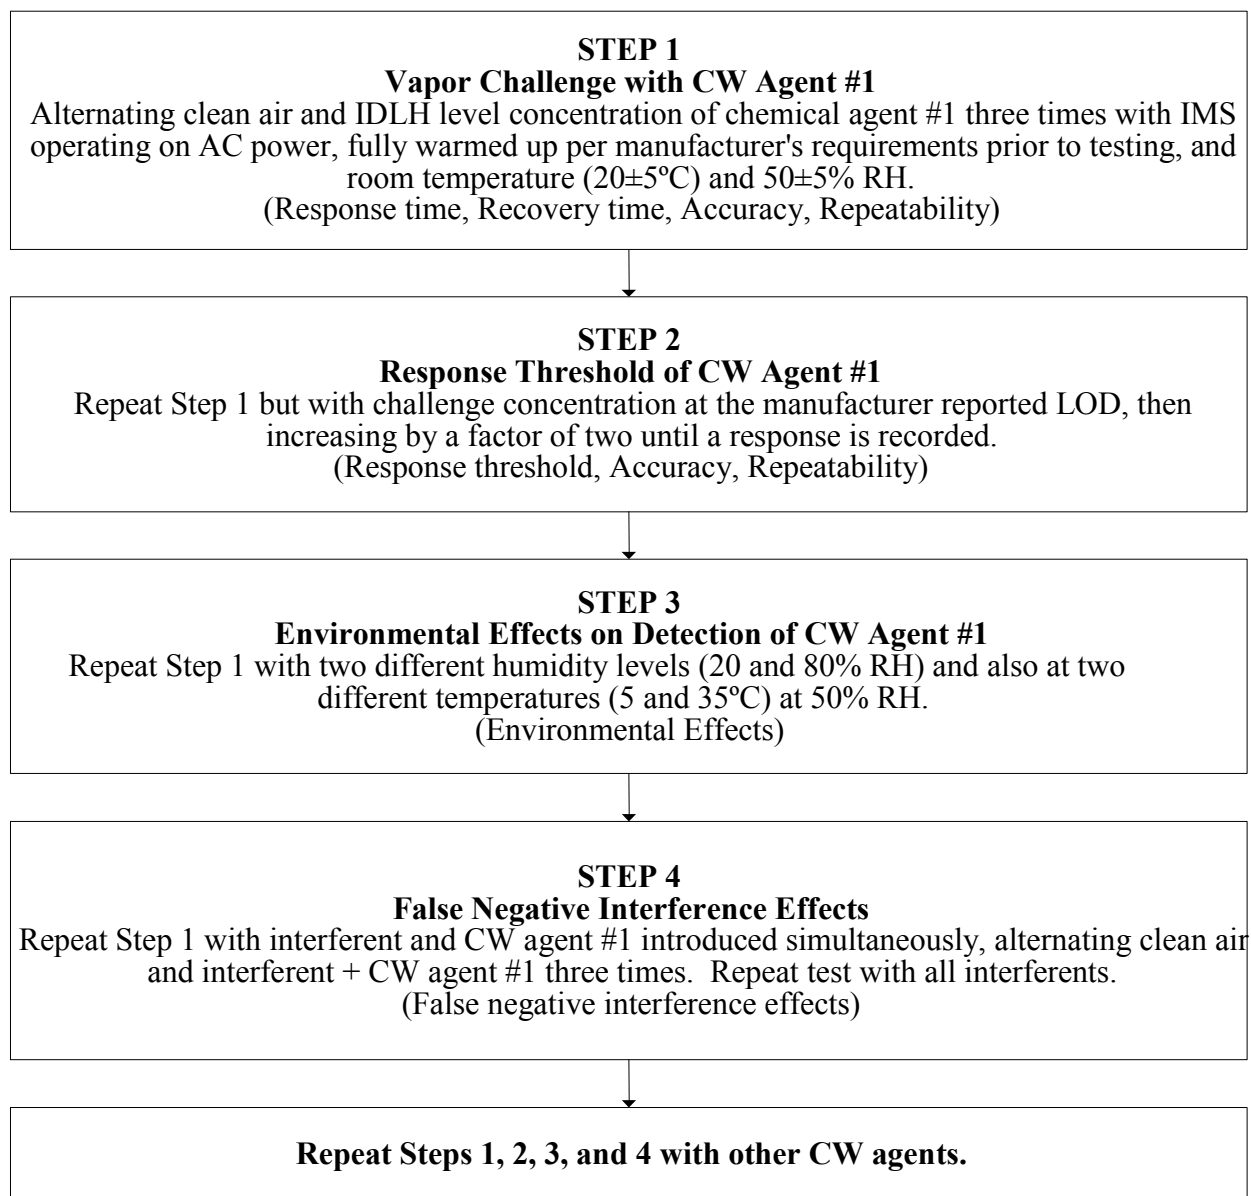 STEP 1
Vapor Challenge with CW Agent #1
Alternating clean air and IDLH level concentration of chemical agent #1 three times with IMS
operating on AC power, fully warmed up per manufacturer's requirements prior to testing, and
room temperature (20±5ºC) and 50±5% RH.
(Response time, Recovery time, Accuracy, Repeatability)
STEP 2
Response Threshold of CW Agent #1
Repeat Step 1 but with challenge concentration at the manufacturer reported LOD, then
increasing by a factor of two until a response is recorded.
(Response threshold, Accuracy, Repeatability)
STEP 3
Environmental Effects on Detection of CW Agent #1
Repeat Step 1 with two different humidity levels (20 and 80% RH) and also at two
different temperatures (5 and 35ºC) at 50% RH.
(Environmental Effects)
STEP 4
False Negative Interference Effects
Repeat Step 1 with interferent and CW agent #1 introduced simultaneously, alternating clean air
and interferent + CW agent #1 three times.  Repeat test with all interferents.
(False negative interference effects)
Repeat Steps 1, 2, 3, and 4 with other CW agents.